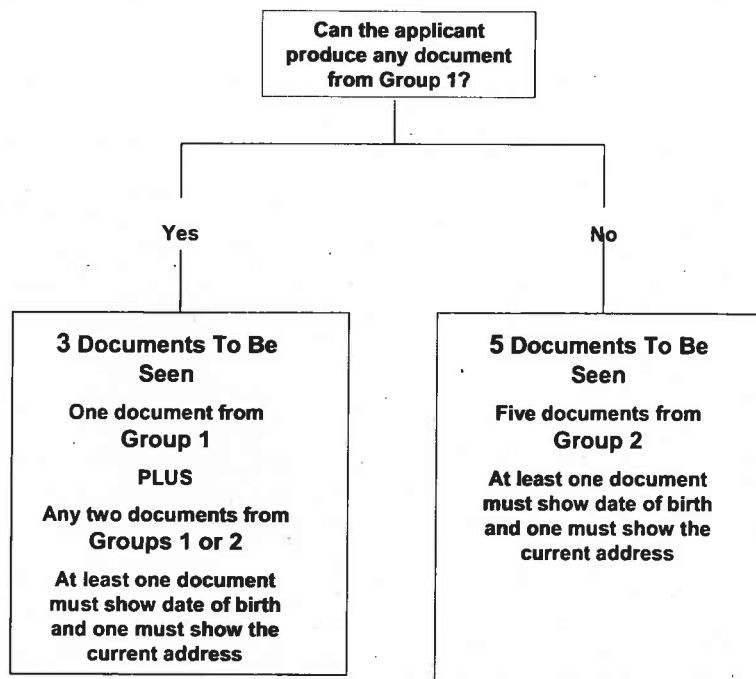 Can the applicant
produce any document
from Group 1?
Yes
No
3 Documents To Be
Seen
One document from
Group 1
PLUS
Any two documents from
Groups 1 or 2
At least one document
must show date of birth
and one must show the
current address
5 Documents To Be
Seen
Five documents from
Group 2
At least one document
must show date of birth
and one must show the
current address